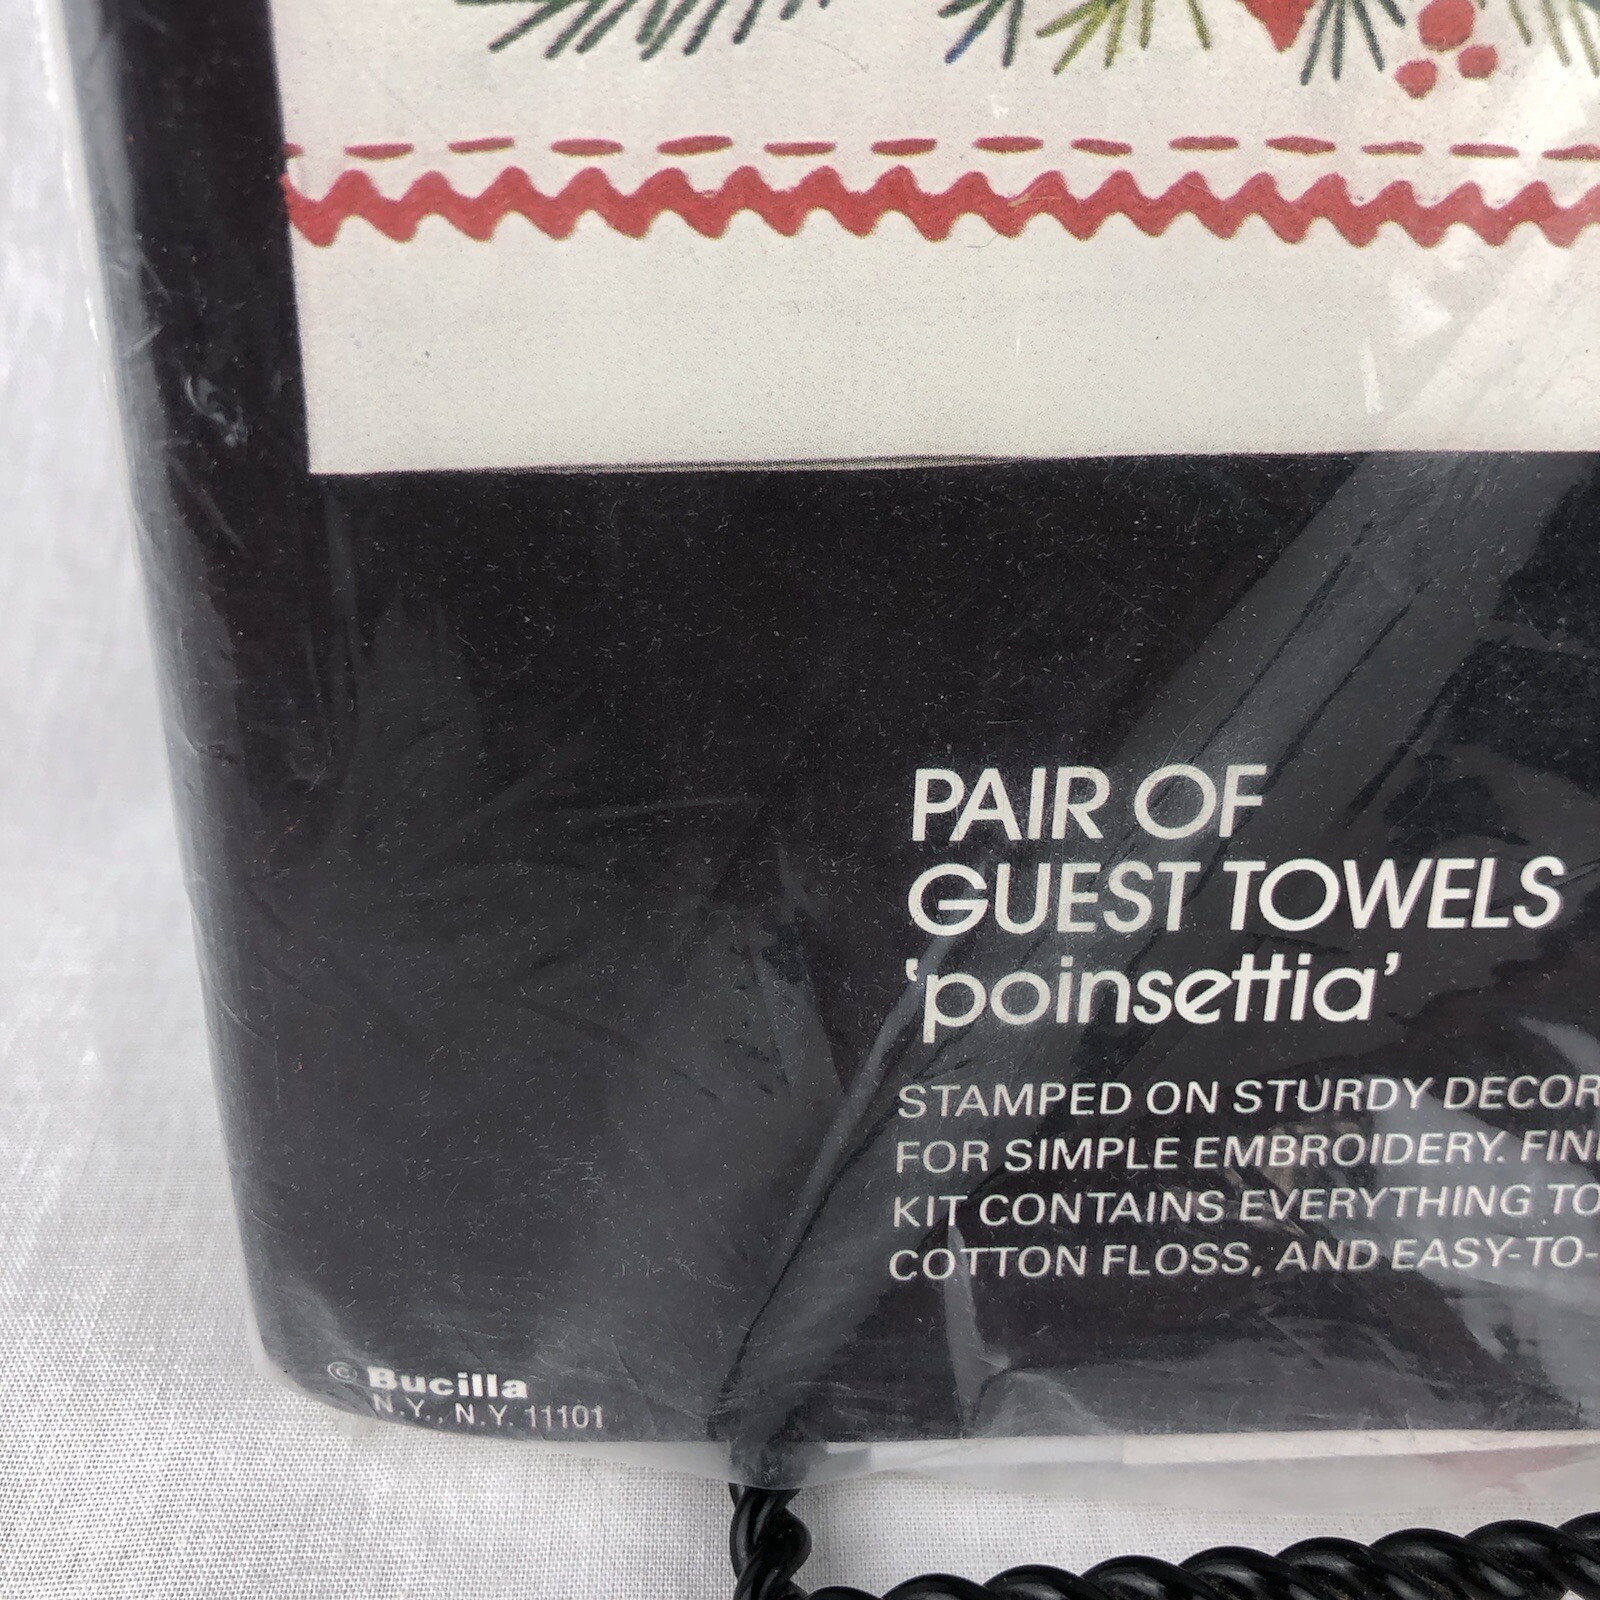 PAIR OF
GUEST TOWELS
'poinsettia'
STAMPED ON STURDY DECOR
FOR SIMPLE EMBROIDERY. FIN
KIT CONTAINS EVERYTHING TO
COTTON FLOSS, AND EASY-TO-
© Bucilla
N.Y., N.Y. 11101